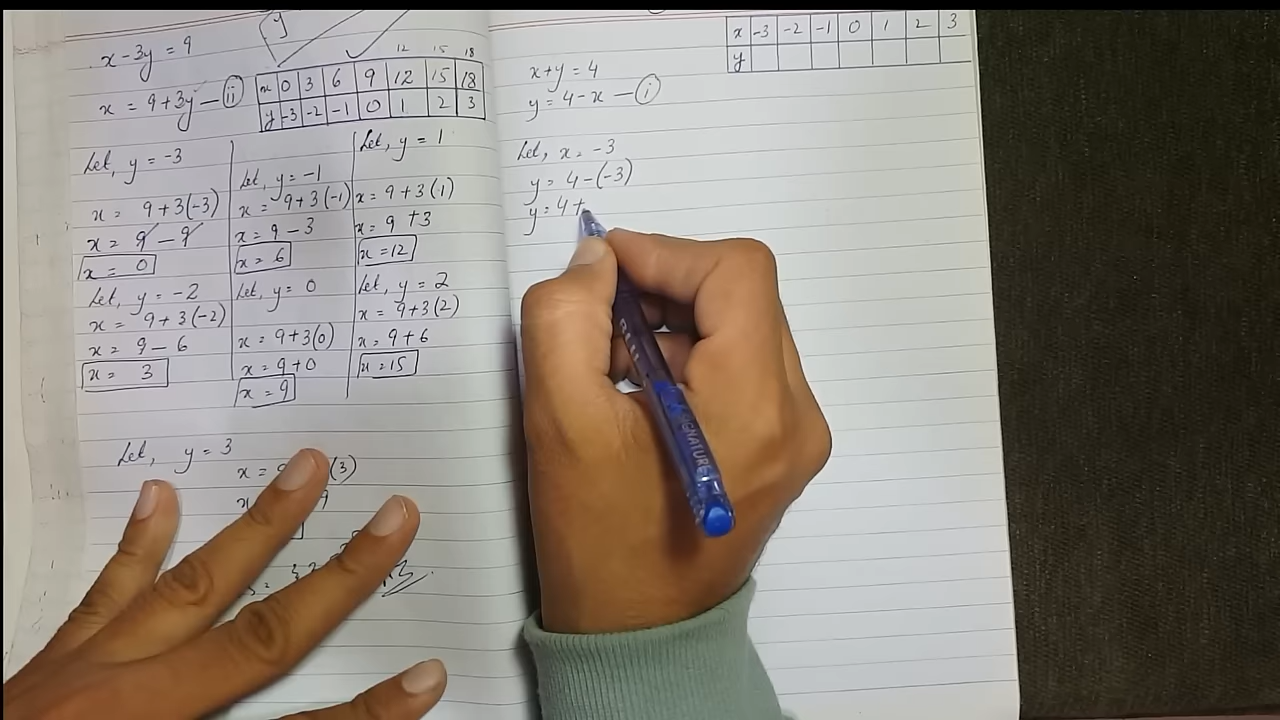 x - 3y = 9
x = 9 + 3y — ii
12 15 18
x 0 3 6 9 12 15 18
y -3 -2 -1 0 1 2 3
Let, y = -3
x = 9 + 3(-3)
x = 9 - 9
x = 0
Let, y = -2
x = 9 + 3(-2)
x = 9 - 6
x = 3
Let, y = -1
x = 9 + 3(-1)
x = 9 - 3
x = 6
Let, y = 0
x = 9 + 3(0)
x = 9 + 0
x = 9
Let, y = 1
x = 9 + 3(1)
x = 9 + 3
x = 12
Let, y = 2
x = 9 + 3(2)
x = 9 + 6
x = 15
Let, y = 3
x = 9 (3)
x 9
x -3 -2 -1 0 1 2 3
y
x + y = 4
y = 4 - x — i
Let, x = -3
y = 4 - (-3)
y = 4 +
SIGNATURE